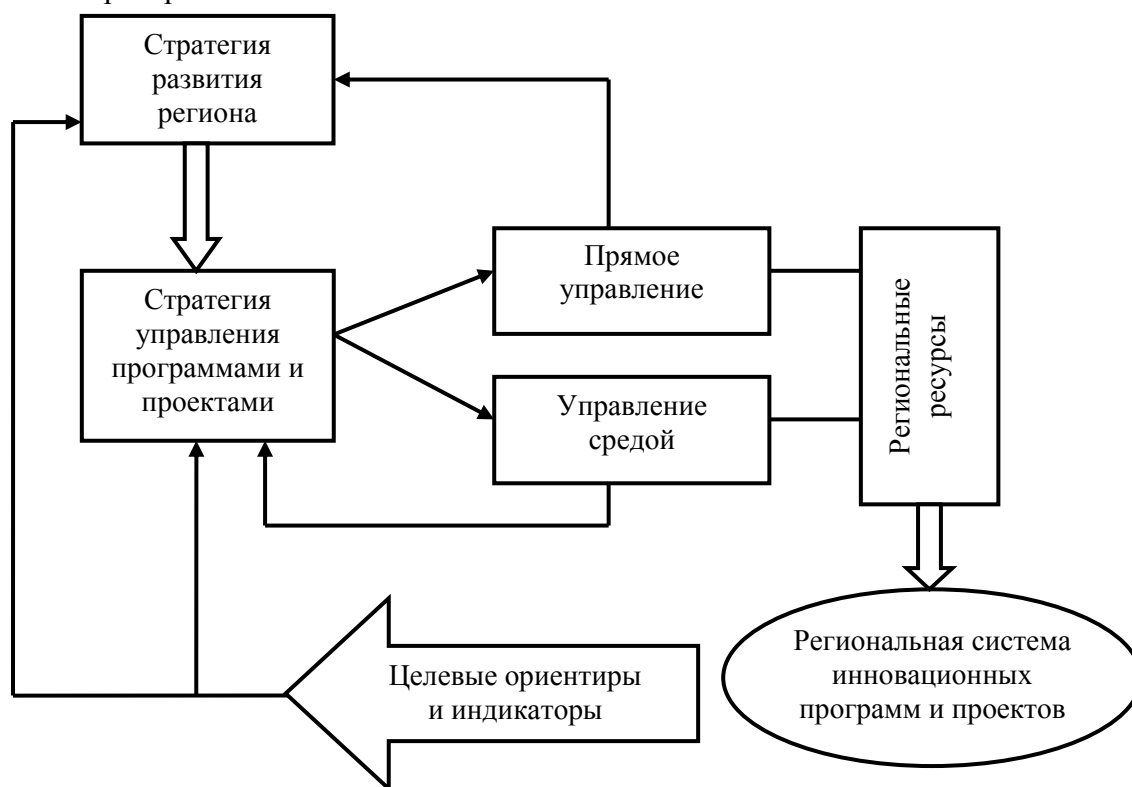 Стратегия
развития
региона
Прямое
управление
Стратегия
управления
программами и
проектами
Управление
средой
Региональные
ресурсы
Целевые ориентиры
и индикаторы
Региональная система
инновационных
программ и проектов